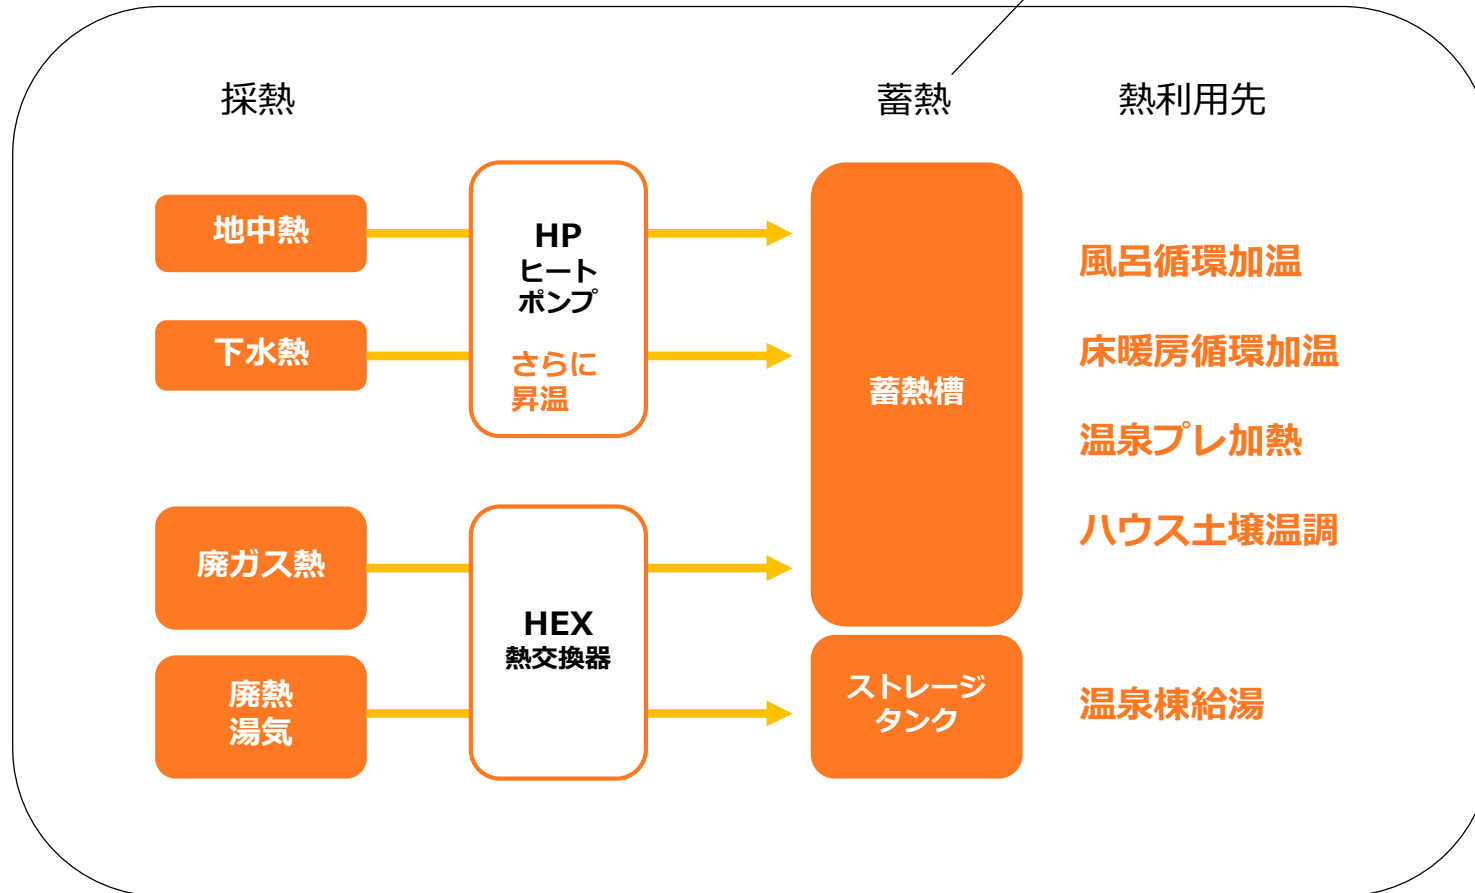 採熱
蓄熱
熱利用先
地中熱
下水熱
廃ガス熱
廃熱
湯気
HP
ヒート
ポンプ
さらに
昇温
HEX
熱交換器
蓄熱槽
ストレージ
タンク
風呂循環加温
床暖房循環加温
温泉プレ加熱
ハウス土壌温調
温泉棟給湯